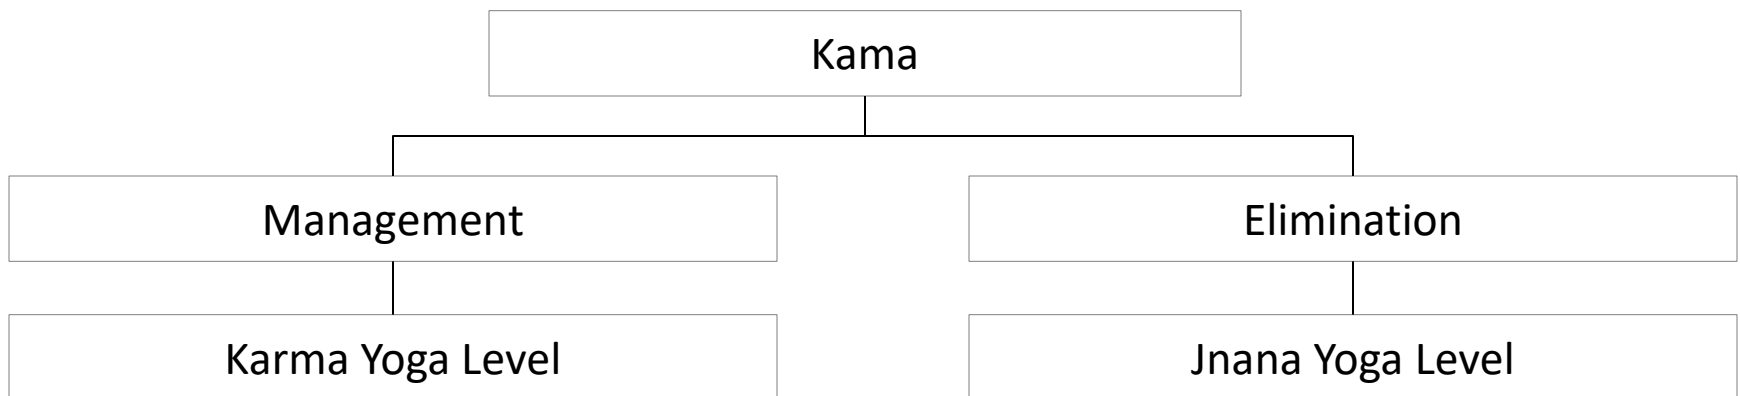 Kama
Management
Elimination
Karma Yoga Level
Jnana Yoga Level